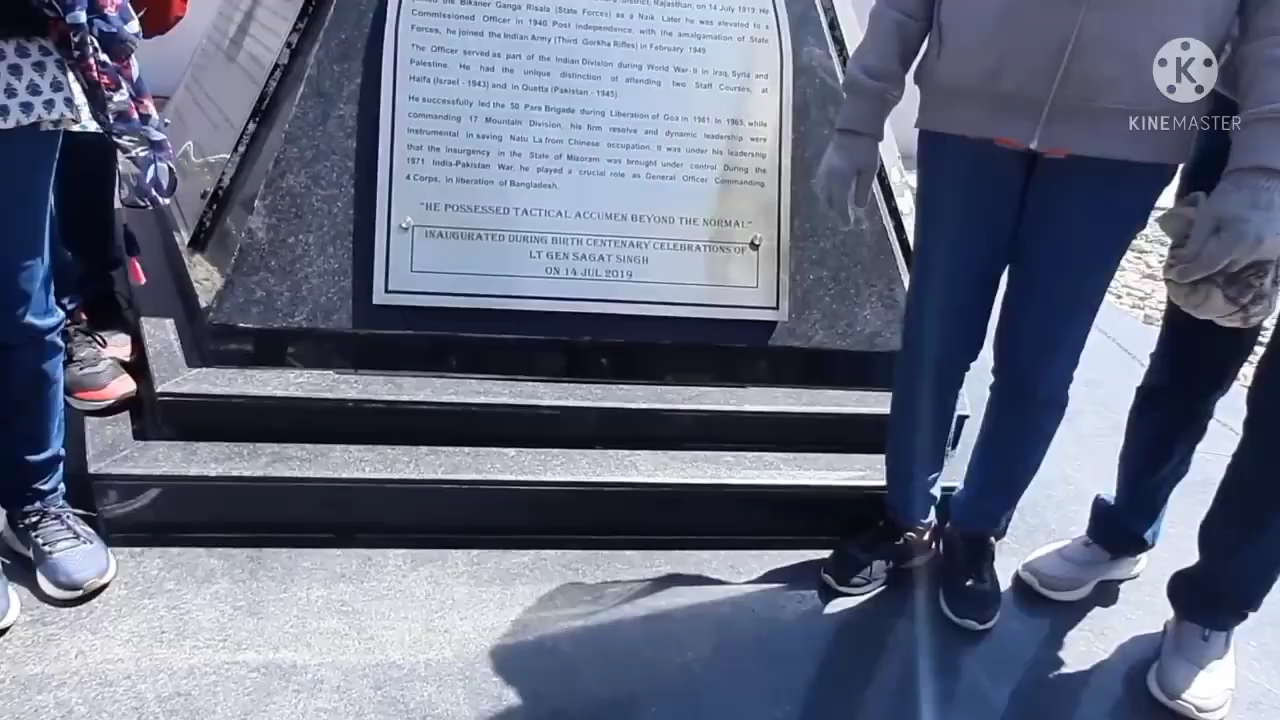 district, Rajasthan, on 14 July 1919. He
the Bikaner Ganga Risala (State Forces) as a Naik. Later he was elevated to a
Commissioned Officer in 1940. Post independence, with the amalgamation of State
Forces, he joined the Indian Army (Third Gorkha Rifles) in February 1949.
The Officer served as part of the Indian Division during World War-II in Iraq, Syria and
Palestine. He had the unique distinction of attending two Staff Courses, at
Haifa (Israel - 1943) and in Quetta (Pakistan - 1945).
He successfully led the 50 Para Brigade during Liberation of Goa in 1961. In 1965, while
commanding 17 Mountain Division, his firm resolve and dynamic leadership were
instrumental in saving Natu La from Chinese occupation. It was under his leadership
that the insurgency in the State of Mizoram was brought under control. During the
1971 India-Pakistan War, he played a crucial role as General Officer Commanding,
4 Corps, in liberation of Bangladesh.
"HE POSSESSED TACTICAL ACCUMEN BEYOND THE NORMAL"
INAUGURATED DURING BIRTH CENTENARY CELEBRATIONS OF
LT GEN SAGAT SINGH
ON 14 JUL 2019
K
KINEMASTER